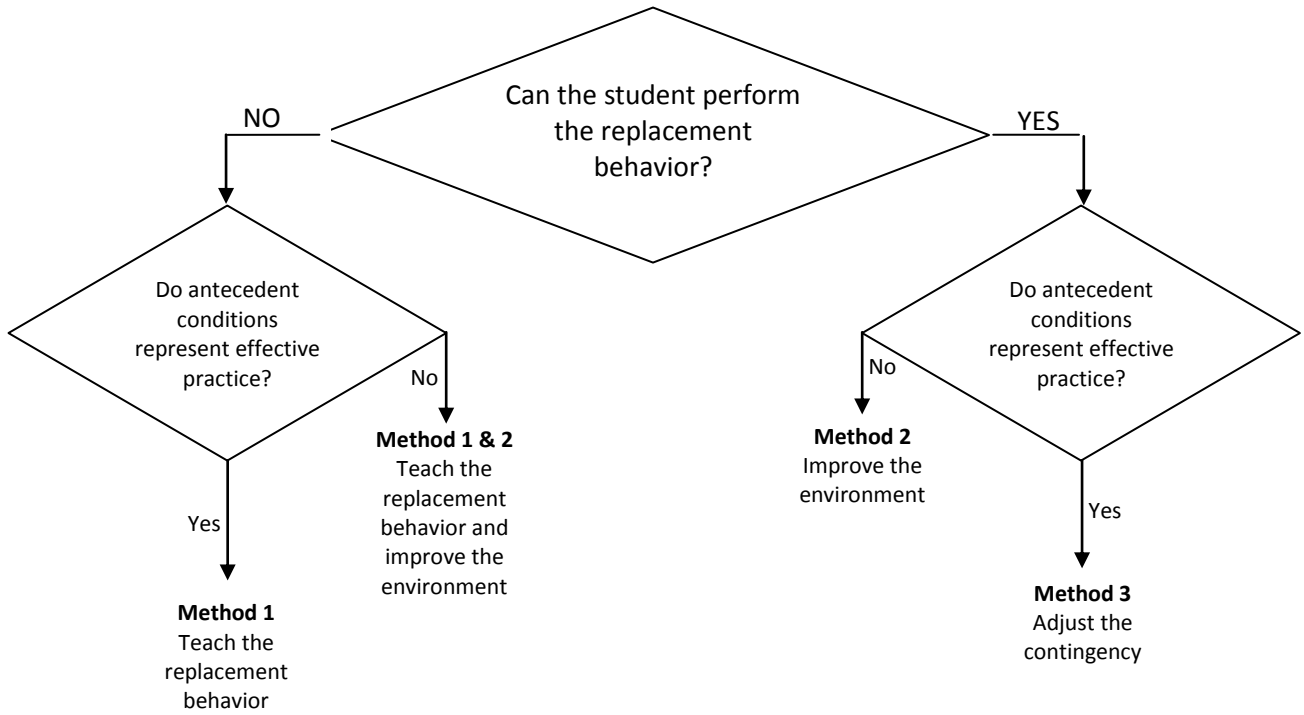 Can the student perform
the replacement
behavior?
NO
YES
Do antecedent
conditions
represent effective
practice?
No
Yes
Method 1 & 2
Teach the
replacement
behavior and
improve the
environment
Method 1
Teach the
replacement
behavior
Do antecedent
conditions
represent effective
practice?
No
Yes
Method 2
Improve the
environment
Method 3
Adjust the
contingency